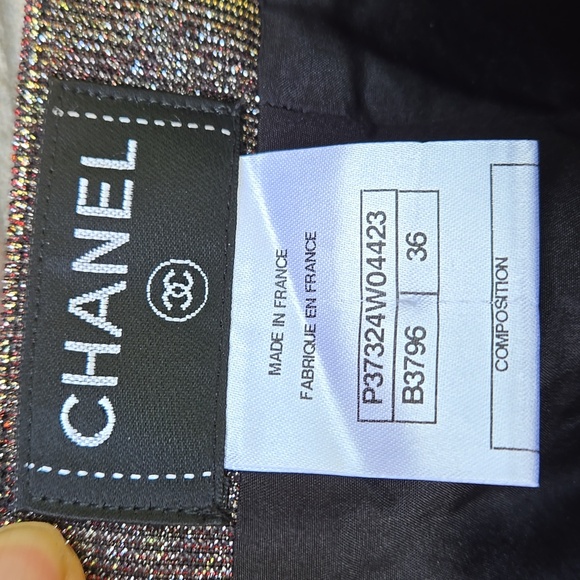 CHANEL
MADE IN FRANCE
FABRIQUE EN FRANCE
P37324W04423
B3796 36
COMPOSITION